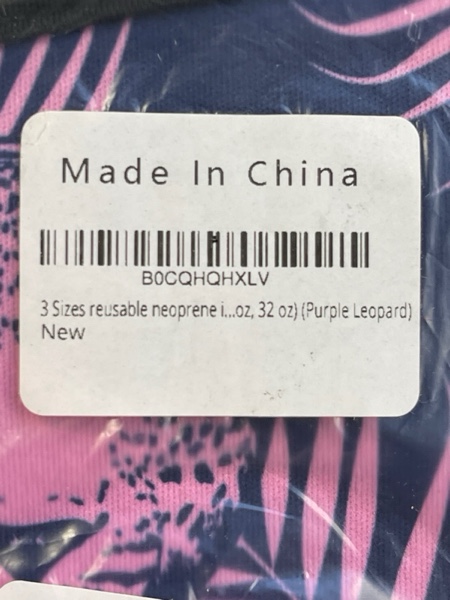 Made In China
B0CQHQHXLV
3 Sizes reusable neoprene i...oz, 32 oz) (Purple Leopard)
New